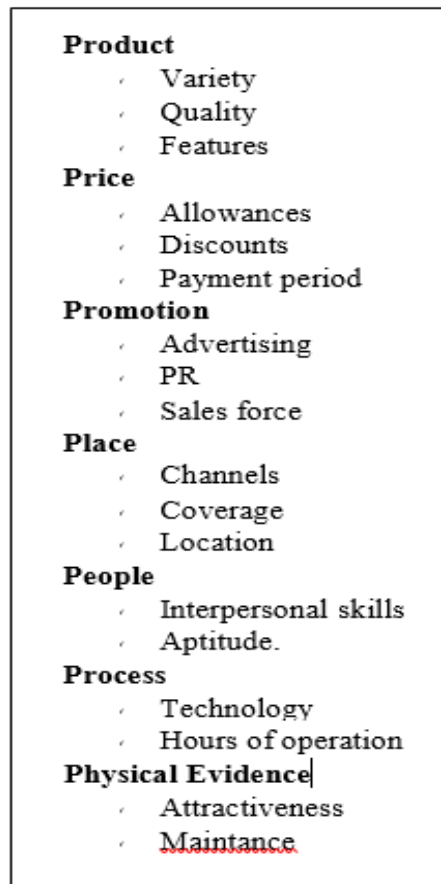 Product
Variety
Quality
Features
Price
Allowances
Discounts
Payment period
Promotion
Advertising
PR
Sales force
Place
Channels
Coverage
Location
People
Interpersonal skills
Aptitude.
Process
Technology
Hours of operation
Physical Evidence
Attractiveness
Maintance